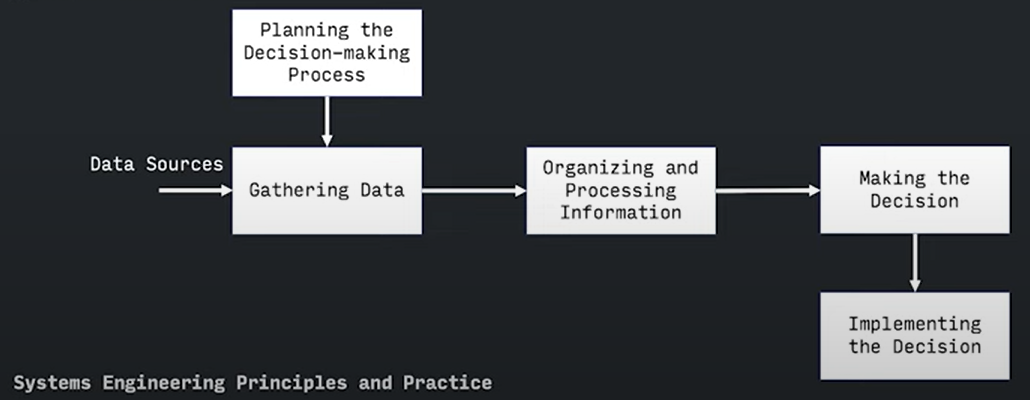 Planning the
Decision-making
Process
Data Sources
Gathering Data
Organizing and
Processing
Information
Making the
Decision
Implementing
the Decision
Systems Engineering Principles and Practice